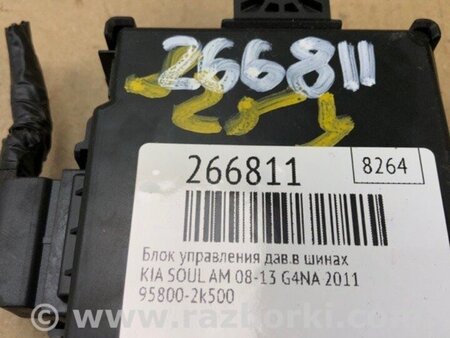 266811
266811
8264
Блок управления дав.в шинах
KIA SOUL AM 08-13 G4NA 2011
95800-2k500
www.razborki.com